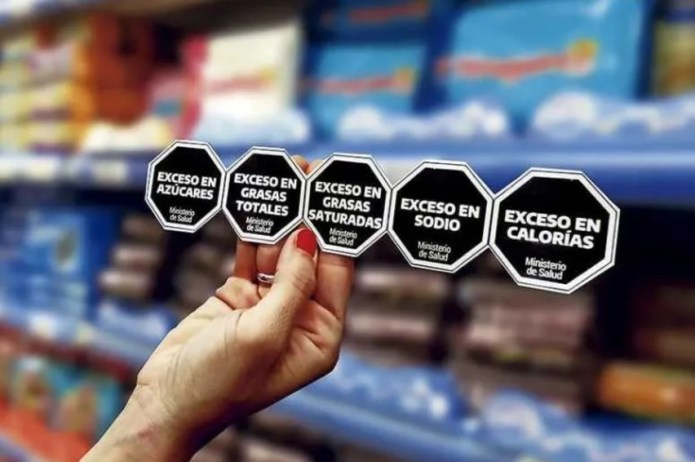 EXCESO EN
AZÚCARES
Ministerio
de Salud
EXCESO EN
GRASAS
TOTALES
Ministerio
de Salud
EXCESO EN
GRASAS
SATURADAS
Ministerio
de Salud
EXCESO EN
SODIO
Ministerio
de Salud
EXCESO EN
CALORÍAS
Ministerio
de Salud